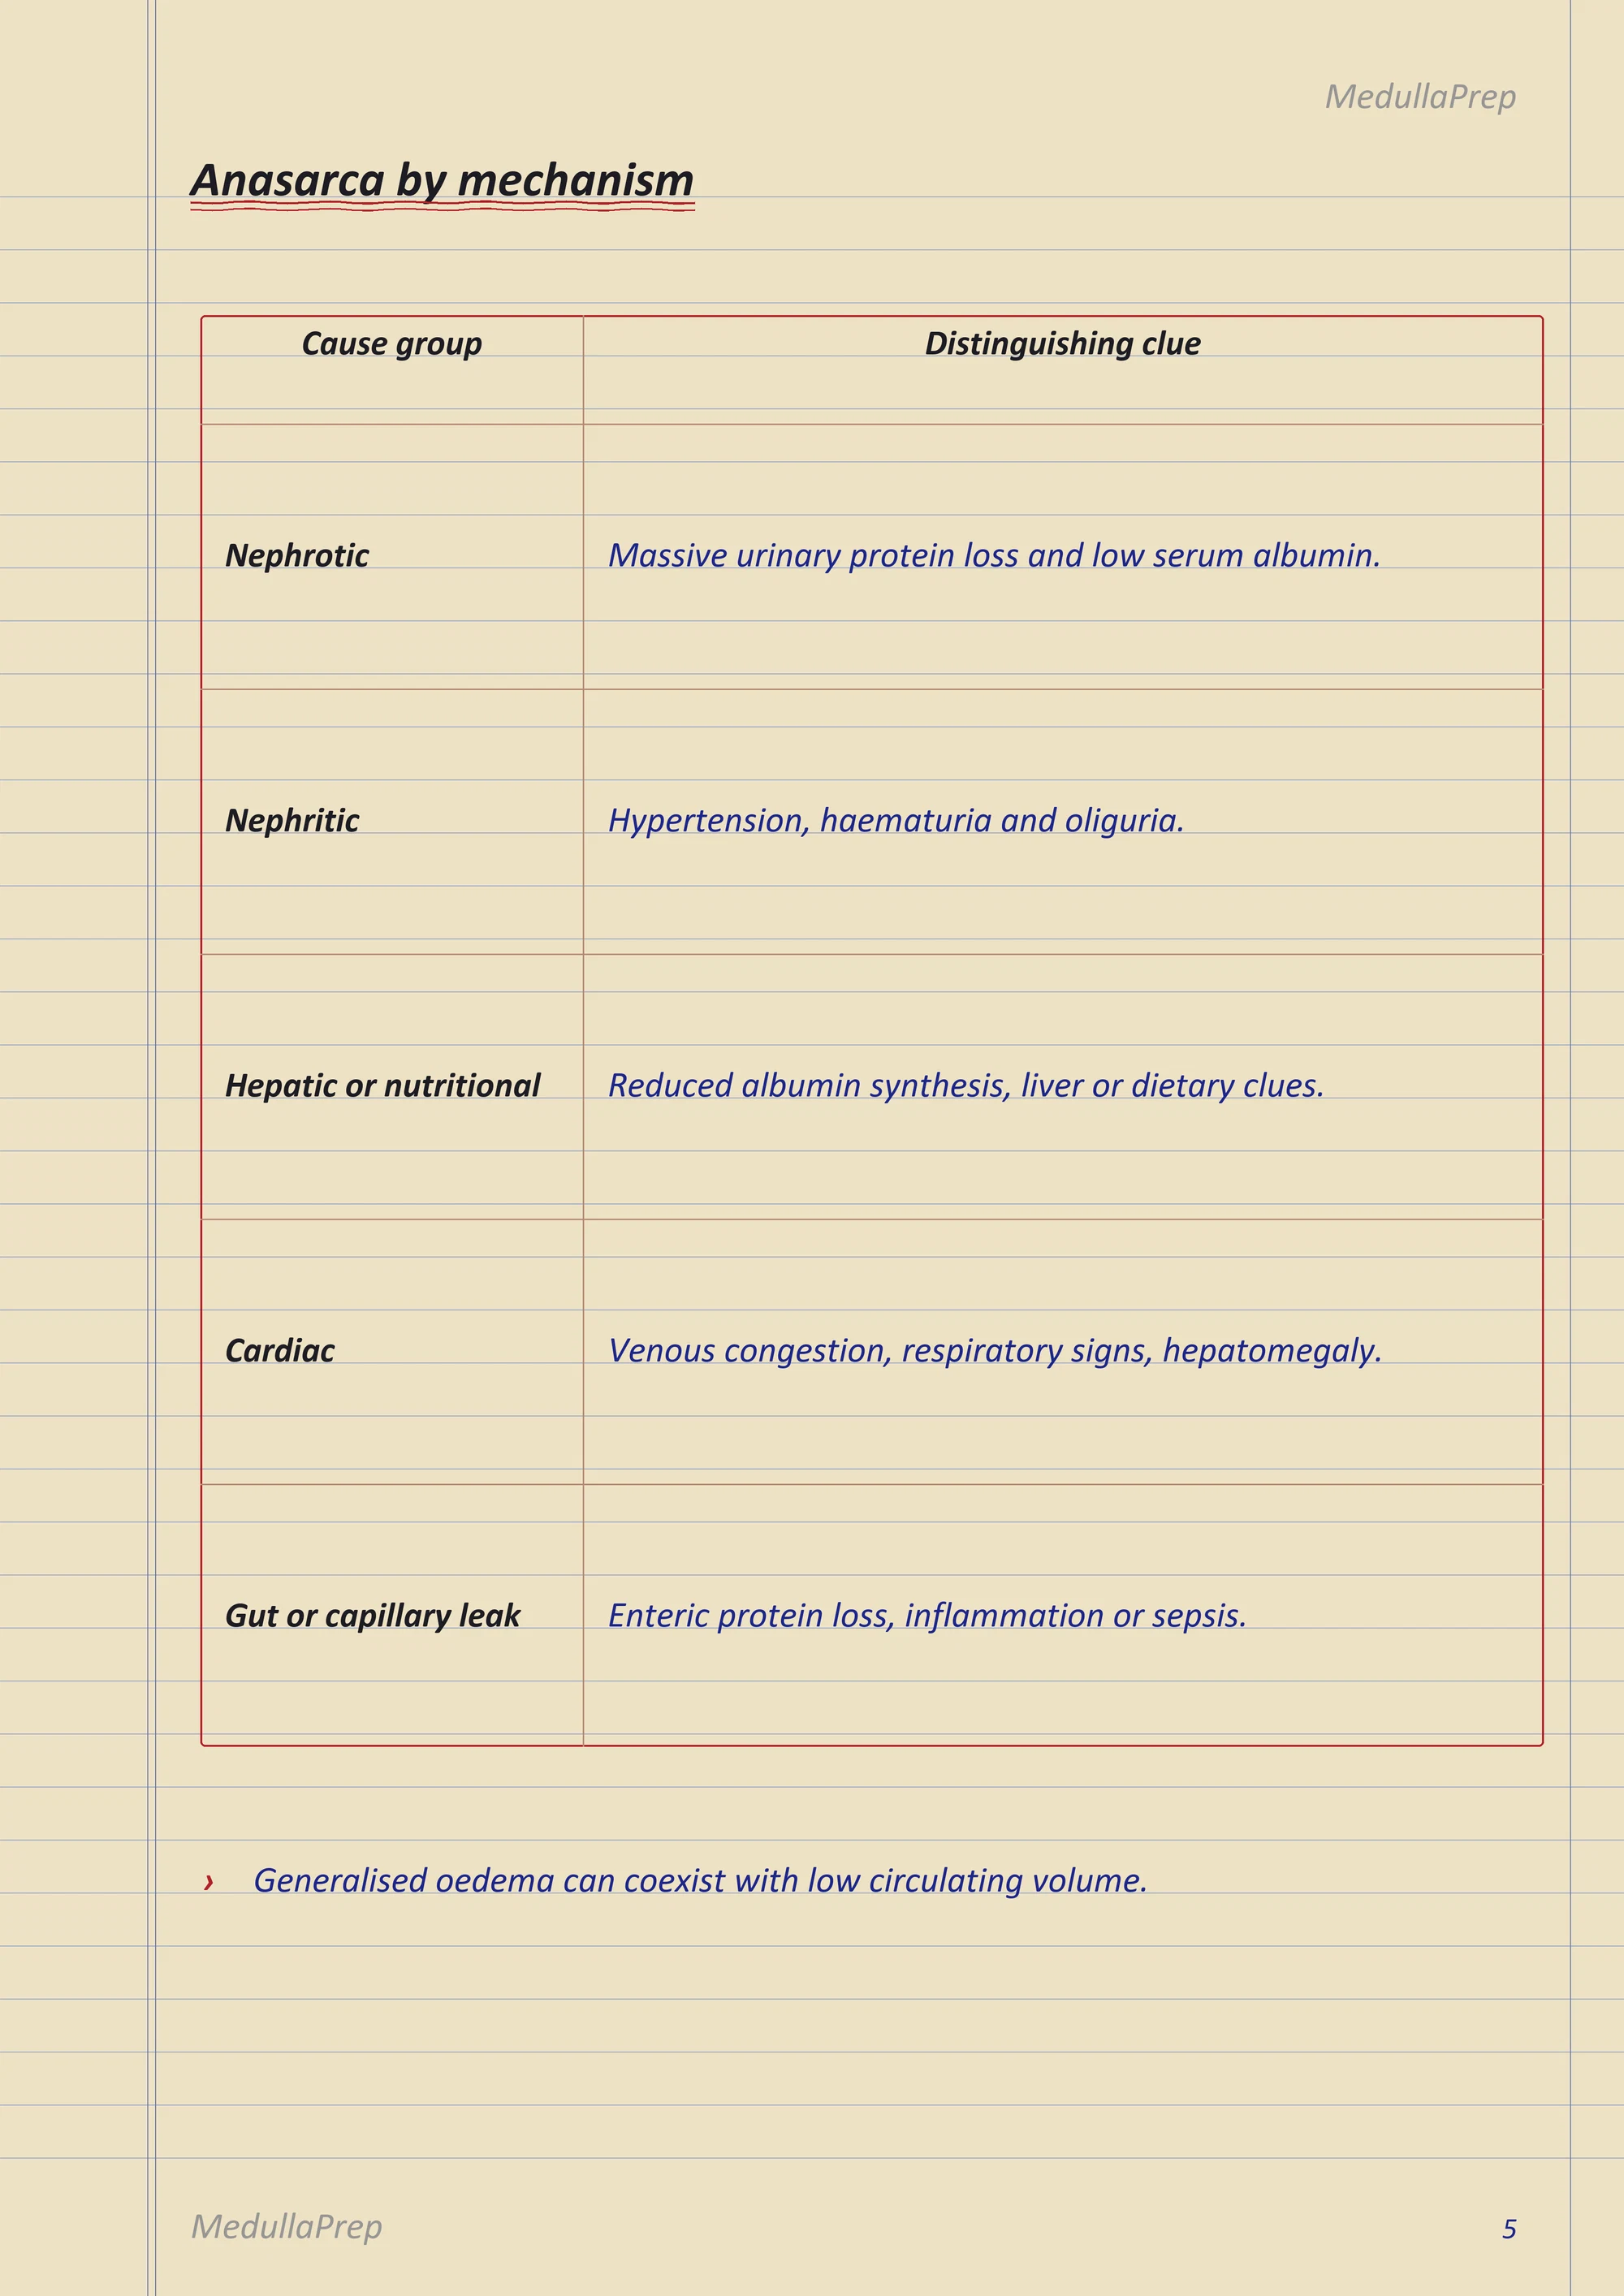 MedullaPrep
Anasarca by mechanism
Cause group Distinguishing clue
Nephrotic Massive urinary protein loss and low serum albumin.
Nephritic Hypertension, haematuria and oliguria.
Hepatic or nutritional Reduced albumin synthesis, liver or dietary clues.
Cardiac Venous congestion, respiratory signs, hepatomegaly.
Gut or capillary leak Enteric protein loss, inflammation or sepsis.
› Generalised oedema can coexist with low circulating volume.
MedullaPrep 5